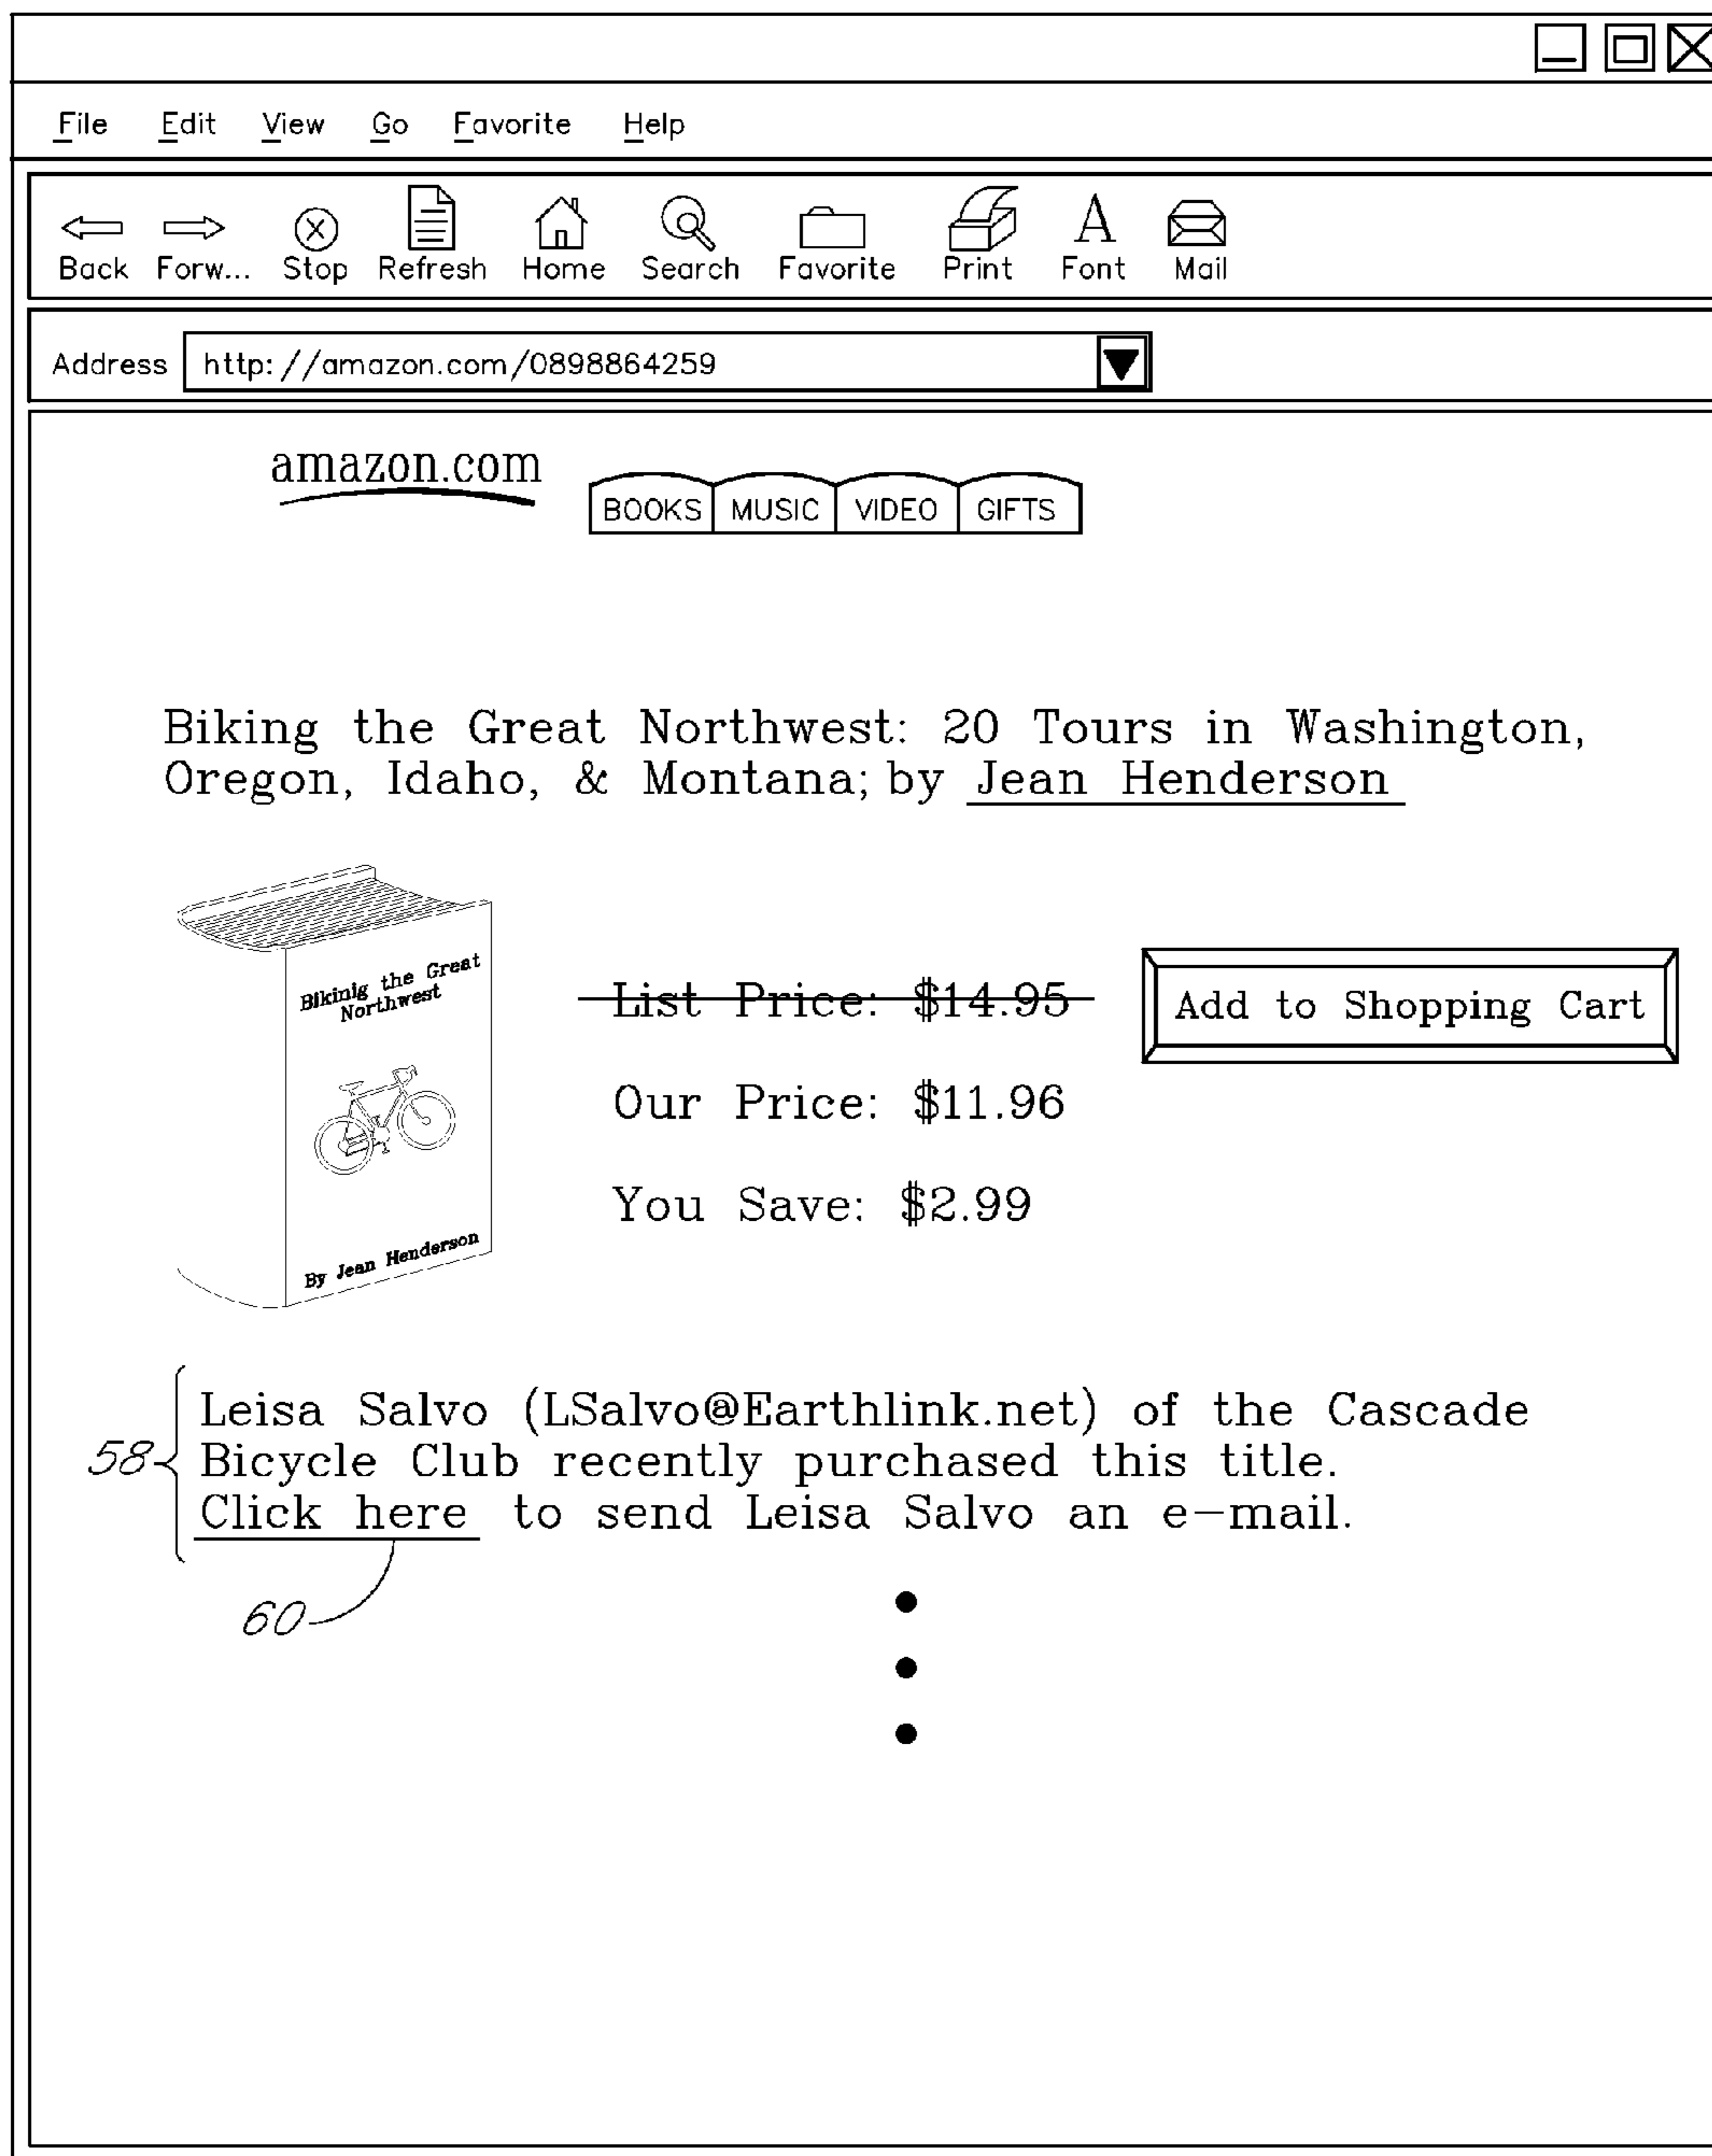 File Edit View Go Favorite Help
Back Forw... Stop Refresh Home Search Favorite Print Font Mail
Address http://amazon.com/0898864259
amazon.com
BOOKS MUSIC VIDEO GIFTS
Biking the Great Northwest: 20 Tours in Washington,
Oregon, Idaho, & Montana; by Jean Henderson
Bikinig the Great
Northwest
By Jean Henderson
List Price: $14.95
Add to Shopping Cart
Our Price: $11.96
You Save: $2.99
58
Leisa Salvo (LSalvo@Earthlink.net) of the Cascade
Bicycle Club recently purchased this title.
Click here to send Leisa Salvo an e-mail.
60